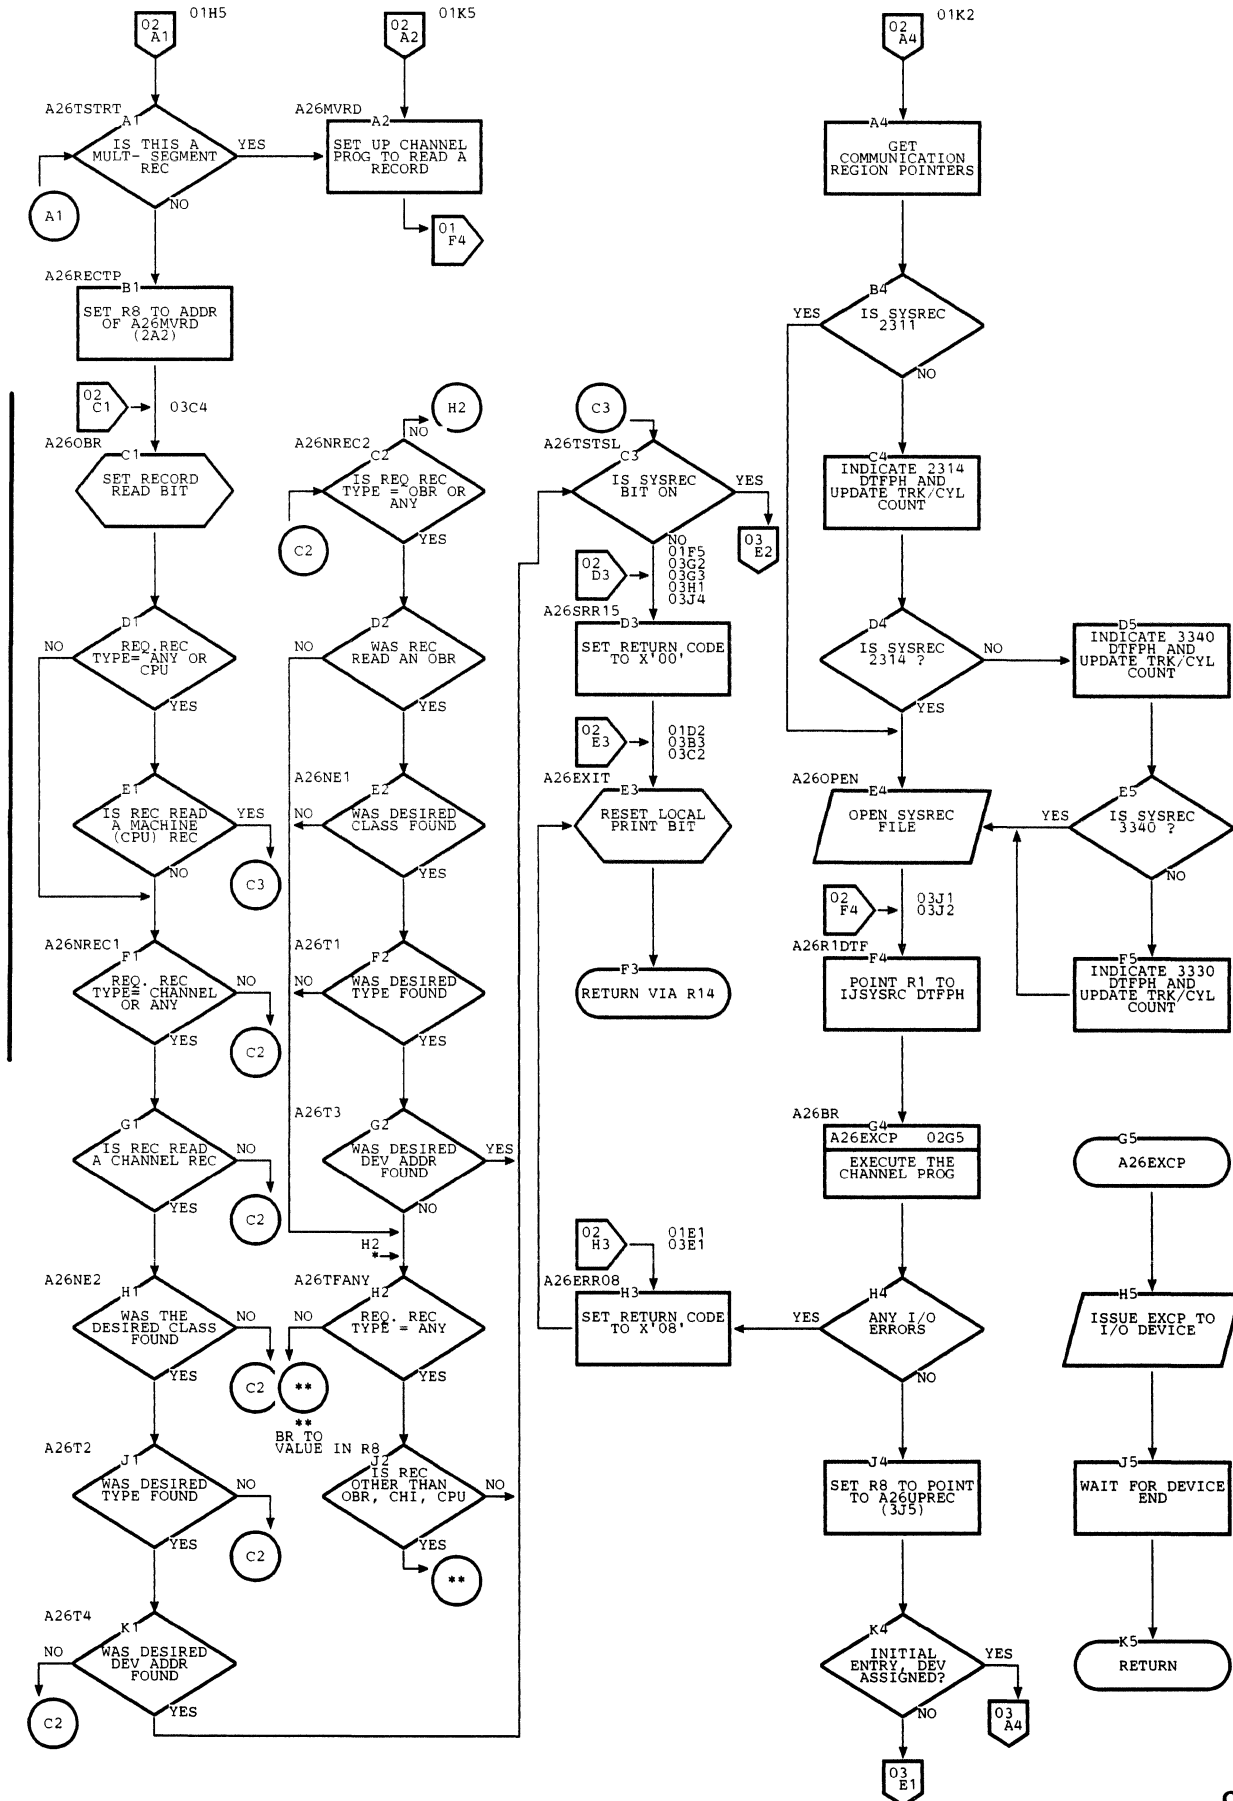 02
A1
01H5
A26TSTRT
A1
IS THIS A
MULT- SEGMENT
REC
YES
NO
A1
A26RECTP
B1
SET R8 TO ADDR
OF A26MVRD
(2A2)
02
C1
03C4
A26OBR
C1
SET RECORD
READ BIT
D1
REQ.REC
TYPE= ANY OR
CPU
NO
YES
E1
IS REC READ
A MACHINE
(CPU) REC
YES
NO
C3
A26NREC1
F1
REQ. REC
TYPE= CHANNEL
OR ANY
NO
YES
C2
G1
IS REC READ
A CHANNEL REC
NO
YES
C2
A26NE2
H1
WAS THE
DESIRED CLASS
FOUND
NO
YES
C2
A26T2
J1
WAS DESIRED
TYPE FOUND
NO
YES
C2
A26T4
K1
WAS DESIRED
DEV ADDR
FOUND
NO
YES
C2
02
A2
01K5
A26MVRD
A2
SET UP CHANNEL
PROG TO READ A
RECORD
01
F4
H2
NO
A26NREC2
C2
IS REQ REC
TYPE = OBR OR
ANY
YES
C2
D2
WAS REC
READ AN OBR
NO
YES
A26NE1
E2
WAS DESIRED
CLASS FOUND
NO
YES
A26T1
F2
WAS DESIRED
TYPE FOUND
NO
YES
A26T3
G2
WAS DESIRED
DEV ADDR
FOUND
YES
NO
H2
*
A26TFANY
H2
REQ. REC
TYPE = ANY
NO
YES
**
**
BR TO
VALUE IN R8
J2
IS REC
OTHER THAN
OBR, CHI, CPU
NO
YES
**
C3
A26TSTSL
C3
IS SYSREC
BIT ON
YES
NO
03
E2
02
D3
01F5
03G2
03G3
03H1
03J4
A26SRR15
D3
SET RETURN CODE
TO X'00'
02
E3
01D2
03B3
03C2
A26EXIT
E3
RESET LOCAL
PRINT BIT
F3
RETURN VIA R14
02
H3
01E1
03E1
A26ERR08
H3
SET RETURN CODE
TO X'08'
02
A4
01K2
A4
GET
COMMUNICATION
REGION POINTERS
B4
IS SYSREC
2311
YES
NO
C4
INDICATE 2314
DTFPH AND
UPDATE TRK/CYL
COUNT
D4
IS SYSREC
2314 ?
NO
YES
A26OPEN
E4
OPEN SYSREC
FILE
02
F4
03J1
03J2
A26R1DTF
F4
POINT R1 TO
IJSYSRC DTFPH
A26BR
G4
A26EXCP 02G5
EXECUTE THE
CHANNEL PROG
H4
ANY I/O
ERRORS
YES
NO
J4
SET R8 TO POINT
TO A26UPREC
(3J5)
K4
INITIAL
ENTRY, DEV
ASSIGNED?
YES
NO
03
A4
03
E1
D5
INDICATE 3340
DTFPH AND
UPDATE TRK/CYL
COUNT
E5
IS SYSREC
3340 ?
YES
NO
F5
INDICATE 3330
DTFPH AND
UPDATE TRK/CYL
COUNT
G5
A26EXCP
H5
ISSUE EXCP TO
I/O DEVICE
J5
WAIT FOR DEVICE
END
K5
RETURN